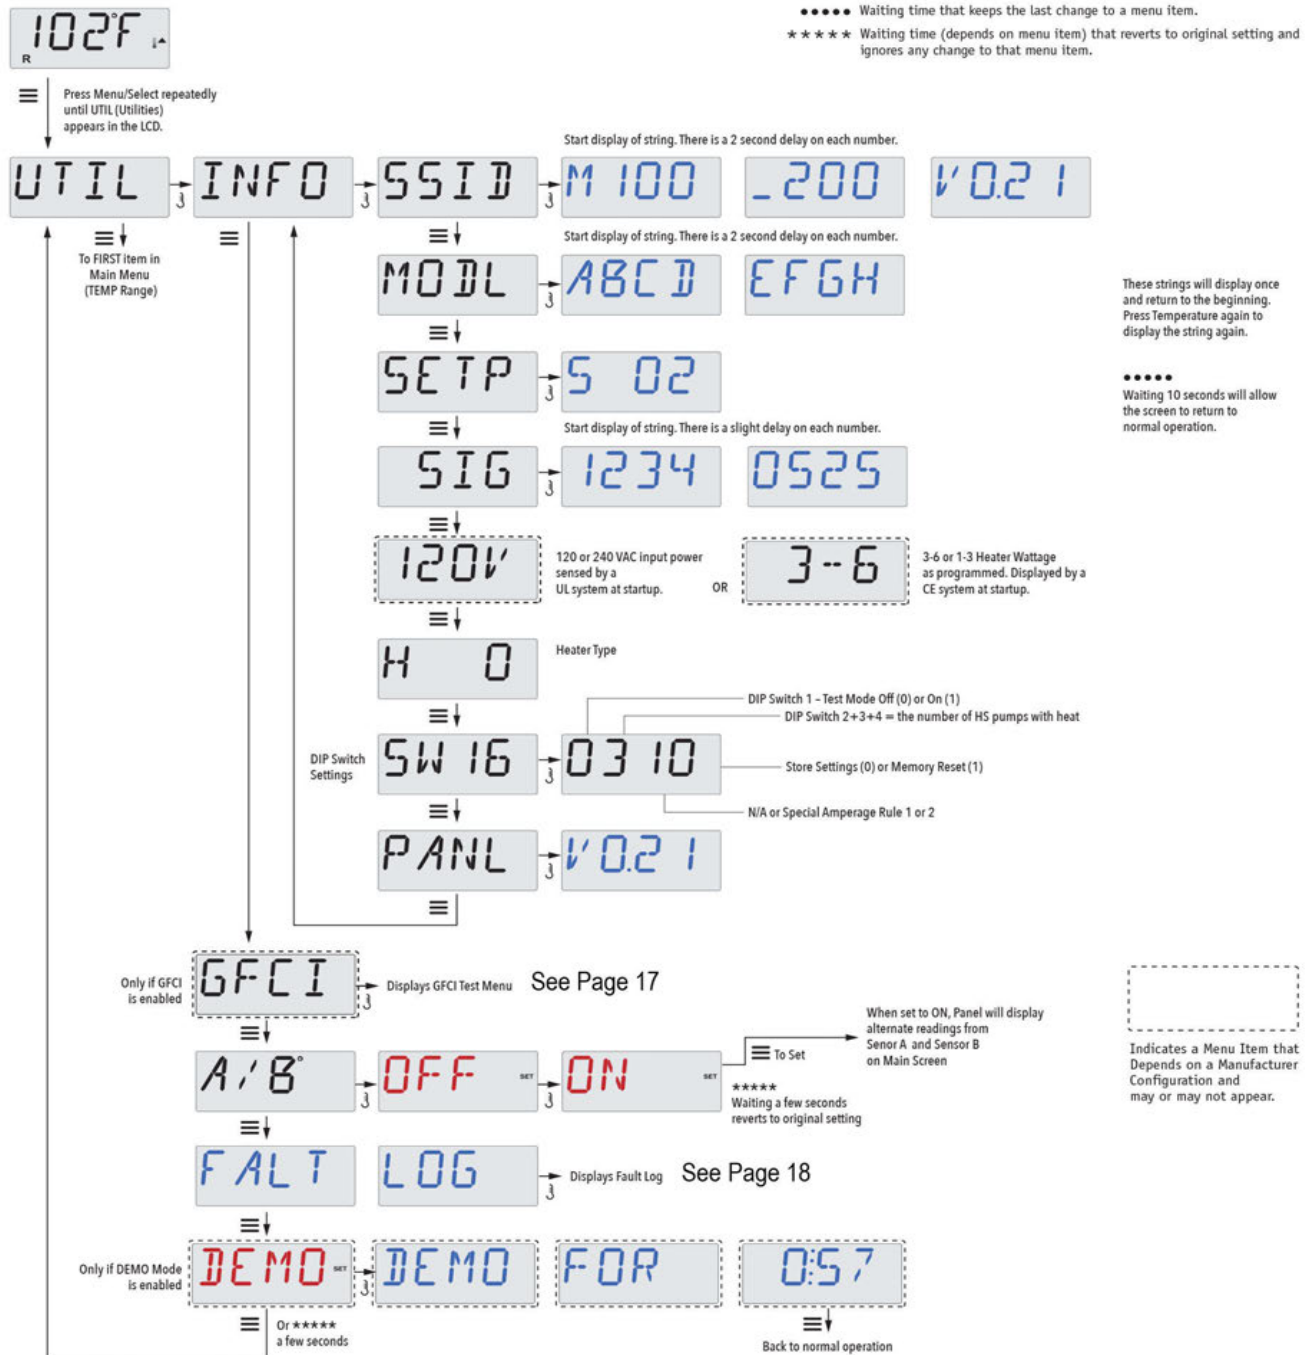 102°F
R
••••• Waiting time that keeps the last change to a menu item.
***** Waiting time (depends on menu item) that reverts to original setting and
ignores any change to that menu item.
Press Menu/Select repeatedly
until UTIL (Utilities)
appears in the LCD.
Start display of string. There is a 2 second delay on each number.
UTIL
INFO
SSID
M100
_200
V0.21
To FIRST item in
Main Menu
(TEMP Range)
Start display of string. There is a 2 second delay on each number.
MODL
ABCD
EFGH
These strings will display once
and return to the beginning.
Press Temperature again to
display the string again.
SETP
S 02
•••••
Waiting 10 seconds will allow
the screen to return to
normal operation.
Start display of string. There is a slight delay on each number.
SIG
1234
0525
120V
120 or 240 VAC input power
sensed by a
UL system at startup.
OR
3-6
3-6 or 1-3 Heater Wattage
as programmed. Displayed by a
CE system at startup.
H 0
Heater Type
DIP Switch 1 – Test Mode Off (0) or On (1)
DIP Switch 2+3+4 = the number of HS pumps with heat
DIP Switch
Settings
SW16
0310
Store Settings (0) or Memory Reset (1)
N/A or Special Amperage Rule 1 or 2
PANL
V0.21
Only if GFCI
is enabled
GFCI
Displays GFCI Test Menu
See Page 17
When set to ON, Panel will display
alternate readings from
Senor A and Sensor B
on Main Screen
To Set
A/B°
OFF
SET
ON
SET
*****
Waiting a few seconds
reverts to original setting
Indicates a Menu Item that
Depends on a Manufacturer
Configuration and
may or may not appear.
FALT
LOG
Displays Fault Log
See Page 18
Only if DEMO Mode
is enabled
DEMO
SET
DEMO
FOR
0:57
Or *****
a few seconds
Back to normal operation